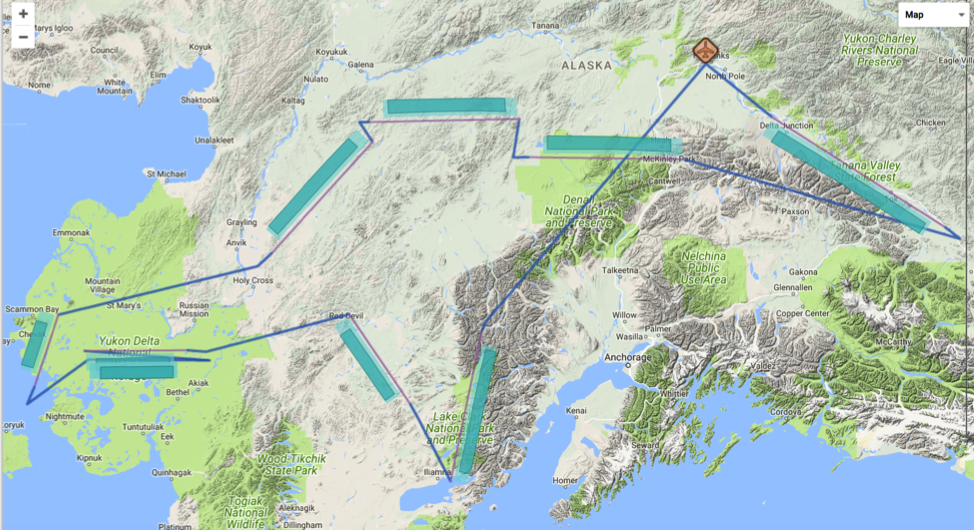 Map
Marys Igloo
Council
Koyuk
Koyukuk
Galena
Tanana
ALASKA
Yukon-Charley
Rivers National
Preserve
Nome
White
Mountain
Elim
Nulato
North Pole
Shaktoolik
Kaltag
Chicken
Delta Junction
Unalakleet
McKinley Park
Tanana Valley
State Forest
Cantwell
St Michael
Denali
National Park
and Preserve
Paxson
Grayling
Emmonak
Anvik
Nelchina
Public
Use Area
Talkeetna
Gakona
Glennallen
Holy Cross
Mountain
Village
Scammon Bay
St Mary's
Russian
Mission
Red Devil
Willow
Palmer
Copper Center
Wasilla
McCarthy
Yukon Delta
National
Anchorage
Valdez
Akiak
Bethel
Whittier
Nightmute
Kenai
Cordova
Tuntutuliak
Eek
Lake
National Park
and Preserve
Seward
Kipnuk
Wood-Tikchik
State Park
Iliamna
Quinhagak
Homer
Togiak
National
Wildlife
Aleknagik
Platinum
Dillingham